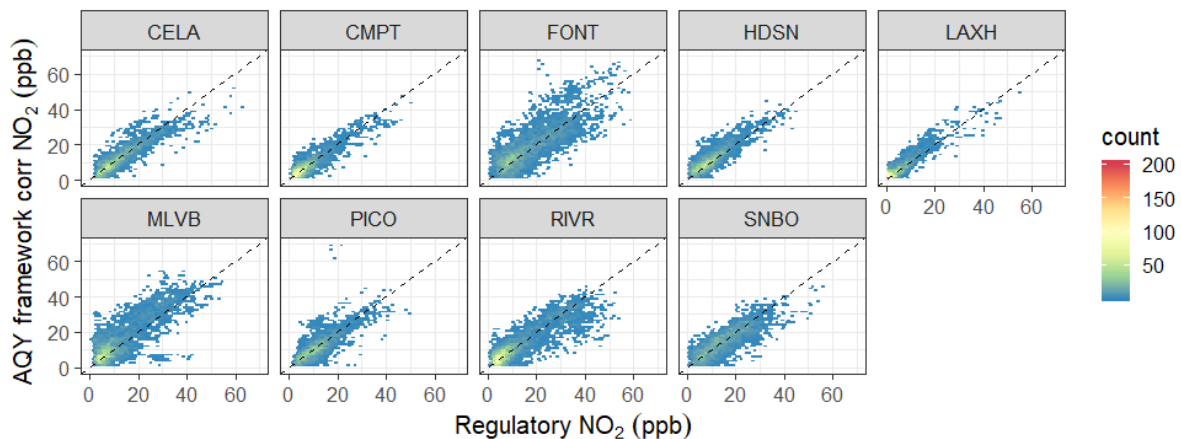 CELA CMPT FONT HDSN LAXH
60
40
20
0
AQY framework corr NO₂ (ppb)
count
200
150
100
50
0 20 40 60
MLVB PICO RIVR SNBO
60
40
20
0
0 20 40 60 0 20 40 60 0 20 40 60 0 20 40 60
Regulatory NO₂ (ppb)